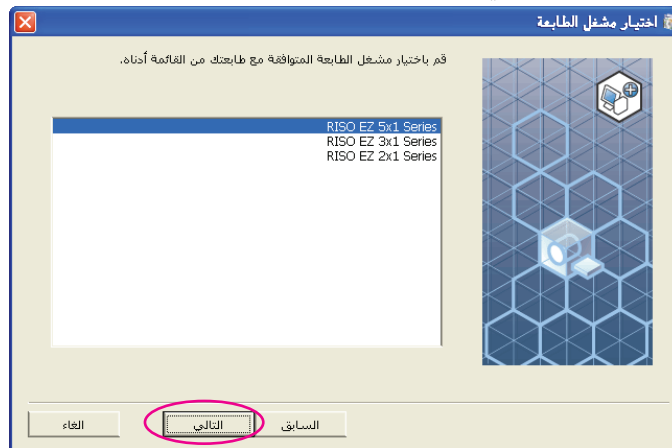 اختيار مشغل الطابعة
قم باختيار مشغل الطابعة المتوافقة مع طابعتك من القائمة أدناه.
RISO EZ 5x1 Series
RISO EZ 3x1 Series
RISO EZ 2x1 Series
السابق
التالي
الغاء